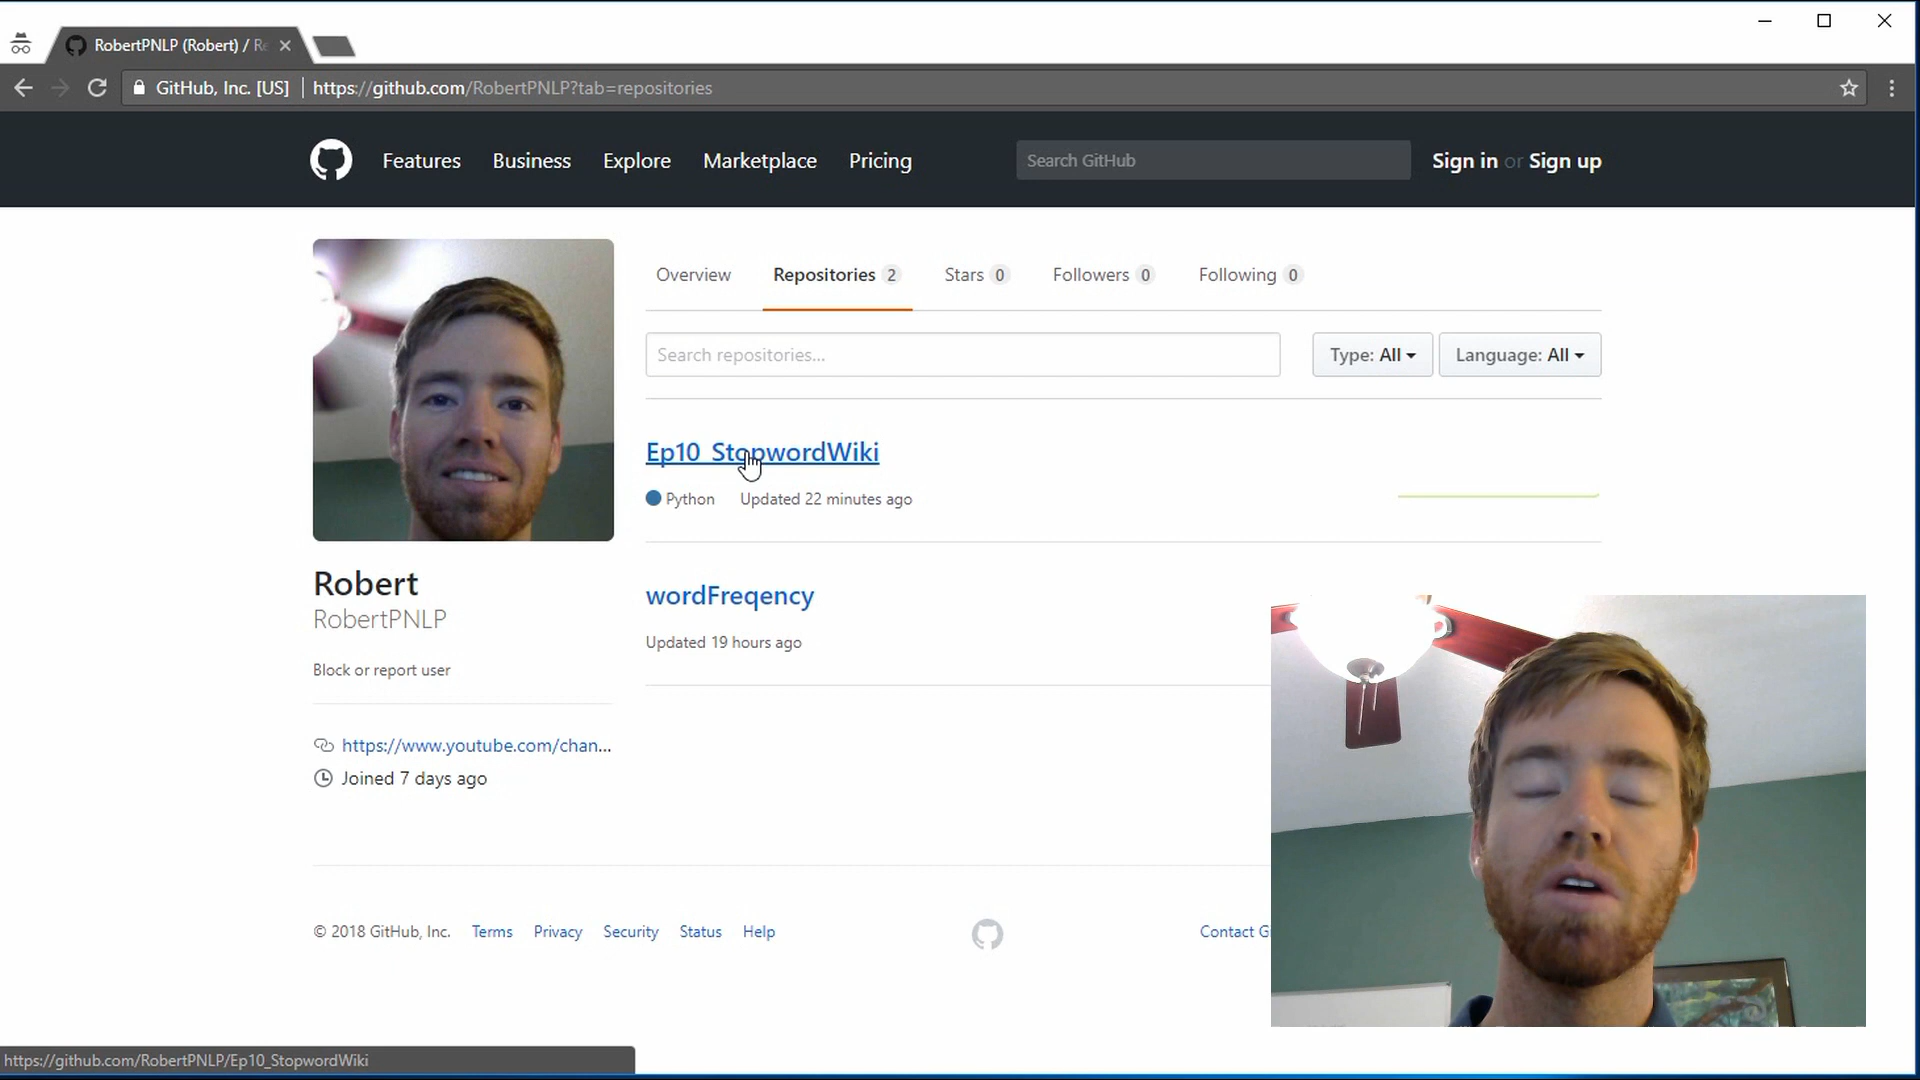 RobertPNLP (Robert) / Re
GitHub, Inc. [US] https://github.com/RobertPNLP?tab=repositories
Features Business Explore Marketplace Pricing Search GitHub Sign in or Sign up
Overview Repositories 2 Stars 0 Followers 0 Following 0
Search repositories... Type: All Language: All
Ep10_StopwordWiki
Python Updated 22 minutes ago
wordFreqency
Updated 19 hours ago
Robert
RobertPNLP
Block or report user
https://www.youtube.com/chan...
Joined 7 days ago
© 2018 GitHub, Inc. Terms Privacy Security Status Help Contact G
https://github.com/RobertPNLP/Ep10_StopwordWiki